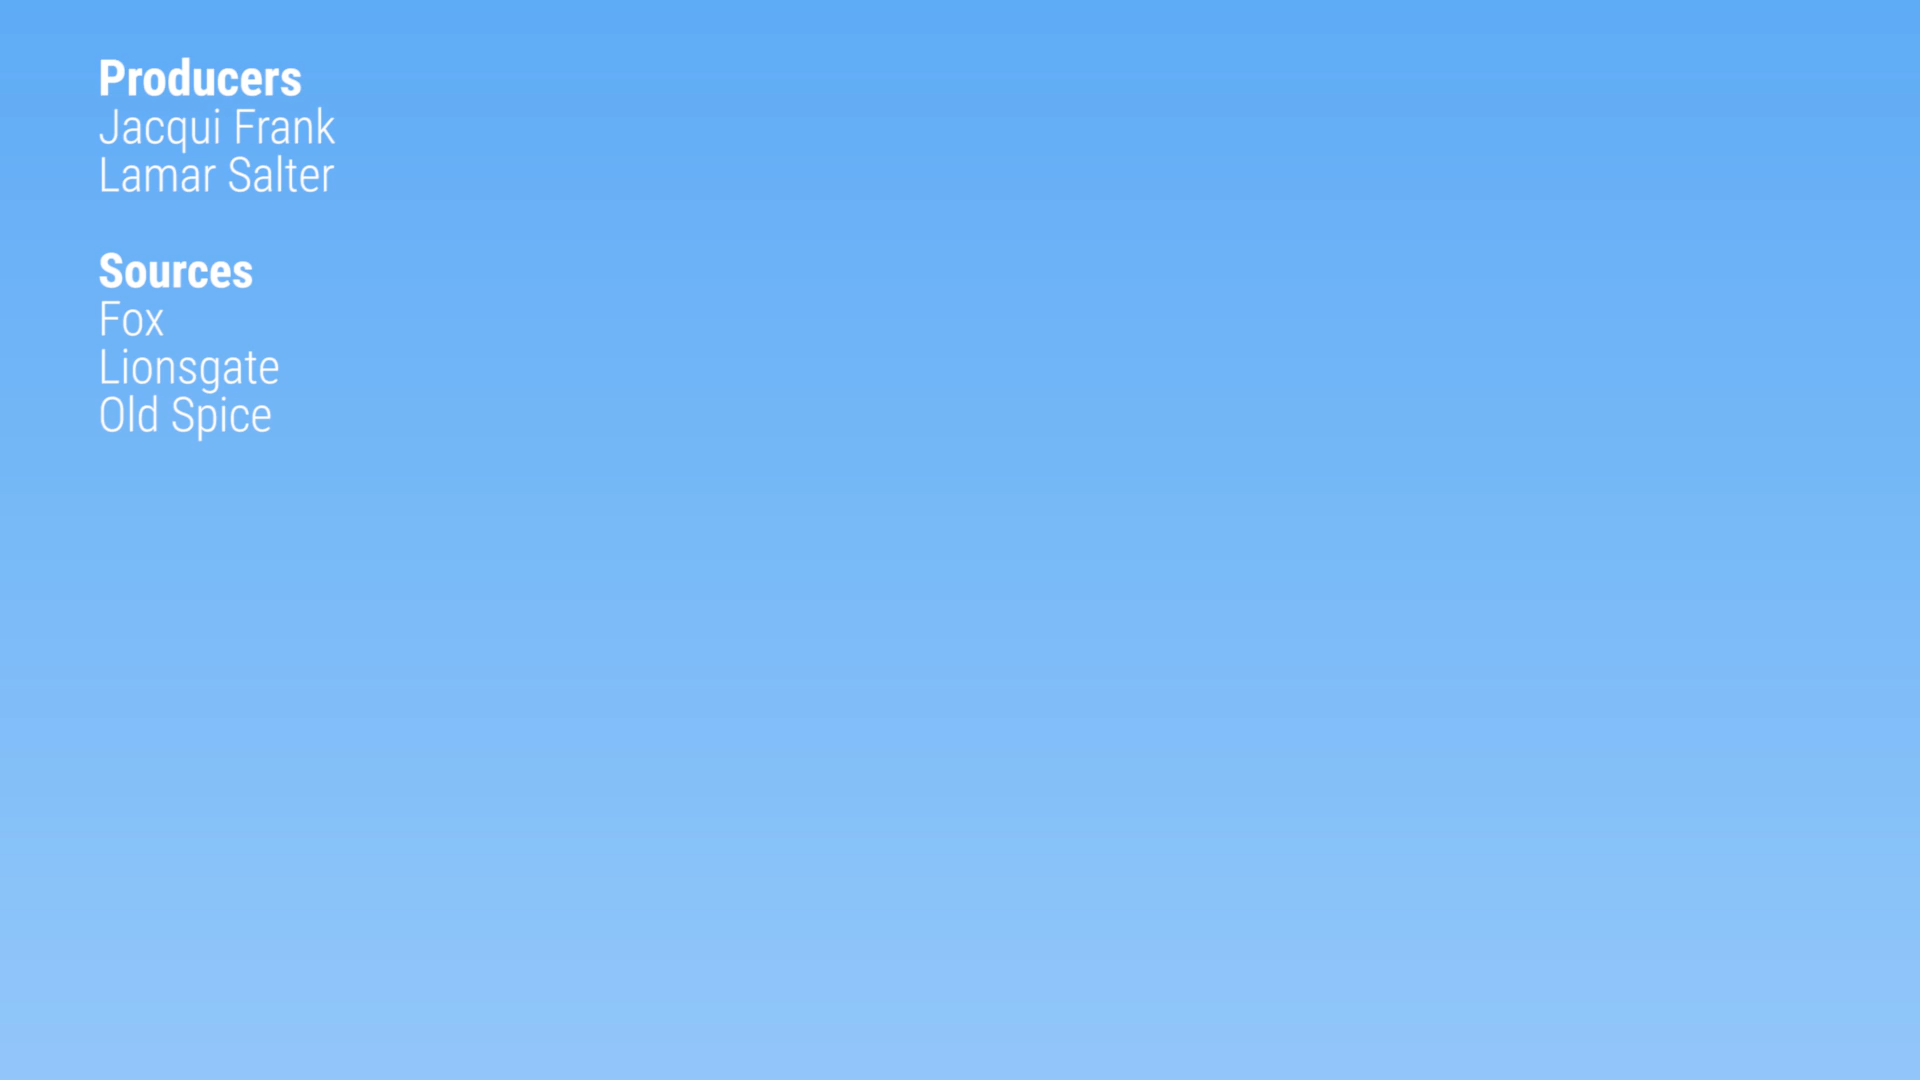 Producers
Jacqui Frank
Lamar Salter
Sources
Fox
Lionsgate
Old Spice